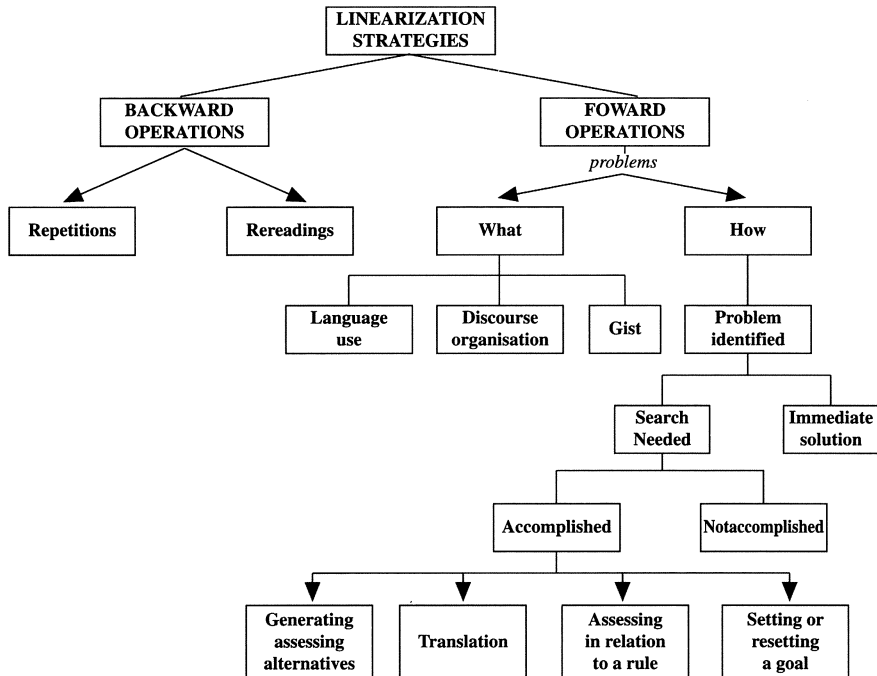 LINEARIZATION
STRATEGIES
BACKWARD
OPERATIONS
FOWARD
OPERATIONS
problems
Repetitions
Rereadings
What
How
Language
use
Discourse
organisation
Gist
Problem
identified
Search
Needed
Immediate
solution
Accomplished
Notaccomplished
Generating
assessing
alternatives
Translation
Assessing
in relation
to a rule
Setting or
resetting
a goal